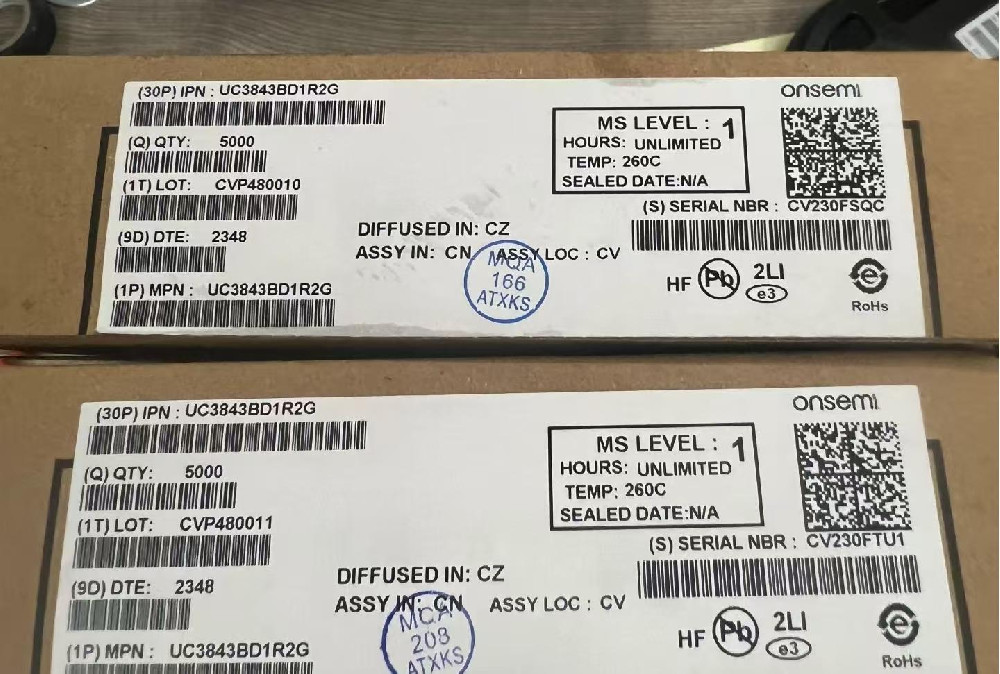 (30P) IPN : UC3843BD1R2G
onsemi
(Q) QTY: 5000
MS LEVEL : 1
HOURS: UNLIMITED
TEMP: 260C
SEALED DATE:N/A
(1T) LOT: CVP480010
(S) SERIAL NBR : CV230FSQC
(9D) DTE: 2348
DIFFUSED IN: CZ
ASSY IN: CN ASSY LOC : CV
MQA
166
ATXKS
HF Pb 2LI
e3
RoHs
(1P) MPN : UC3843BD1R2G
(30P) IPN : UC3843BD1R2G
onsemi
(Q) QTY: 5000
MS LEVEL : 1
HOURS: UNLIMITED
TEMP: 260C
SEALED DATE:N/A
(1T) LOT: CVP480011
(S) SERIAL NBR : CV230FTU1
(9D) DTE: 2348
DIFFUSED IN: CZ
ASSY IN: CN ASSY LOC : CV
MQA
208
ATXKS
HF Pb 2LI
e3
RoHs
(1P) MPN : UC3843BD1R2G